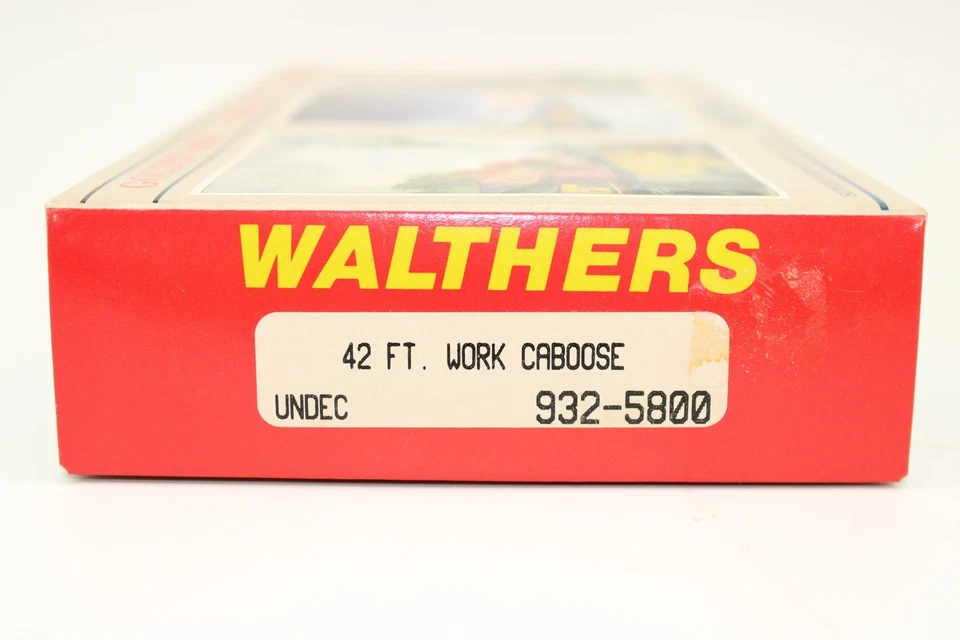 WALTHERS
42 FT. WORK CABOOSE
UNDEC 932-5800